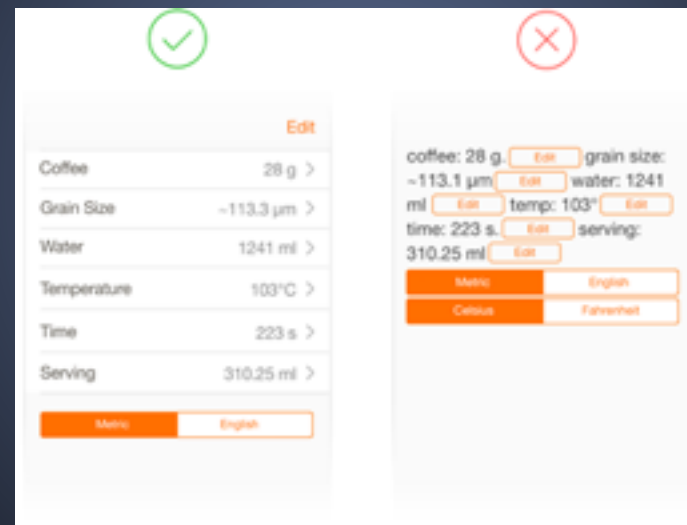 Edit
Coffee 28 g >
Grain Size ~113.3 µm >
Water 1241 ml >
Temperature 103°C >
Time 223 s >
Serving 310.25 ml >
Metric English
coffee: 28 g. Edit grain size:
~113.1 µm Edit water: 1241
ml Edit temp: 103° Edit
time: 223 s. Edit serving:
310.25 ml Edit
Metric English
Celsius Fahrenheit